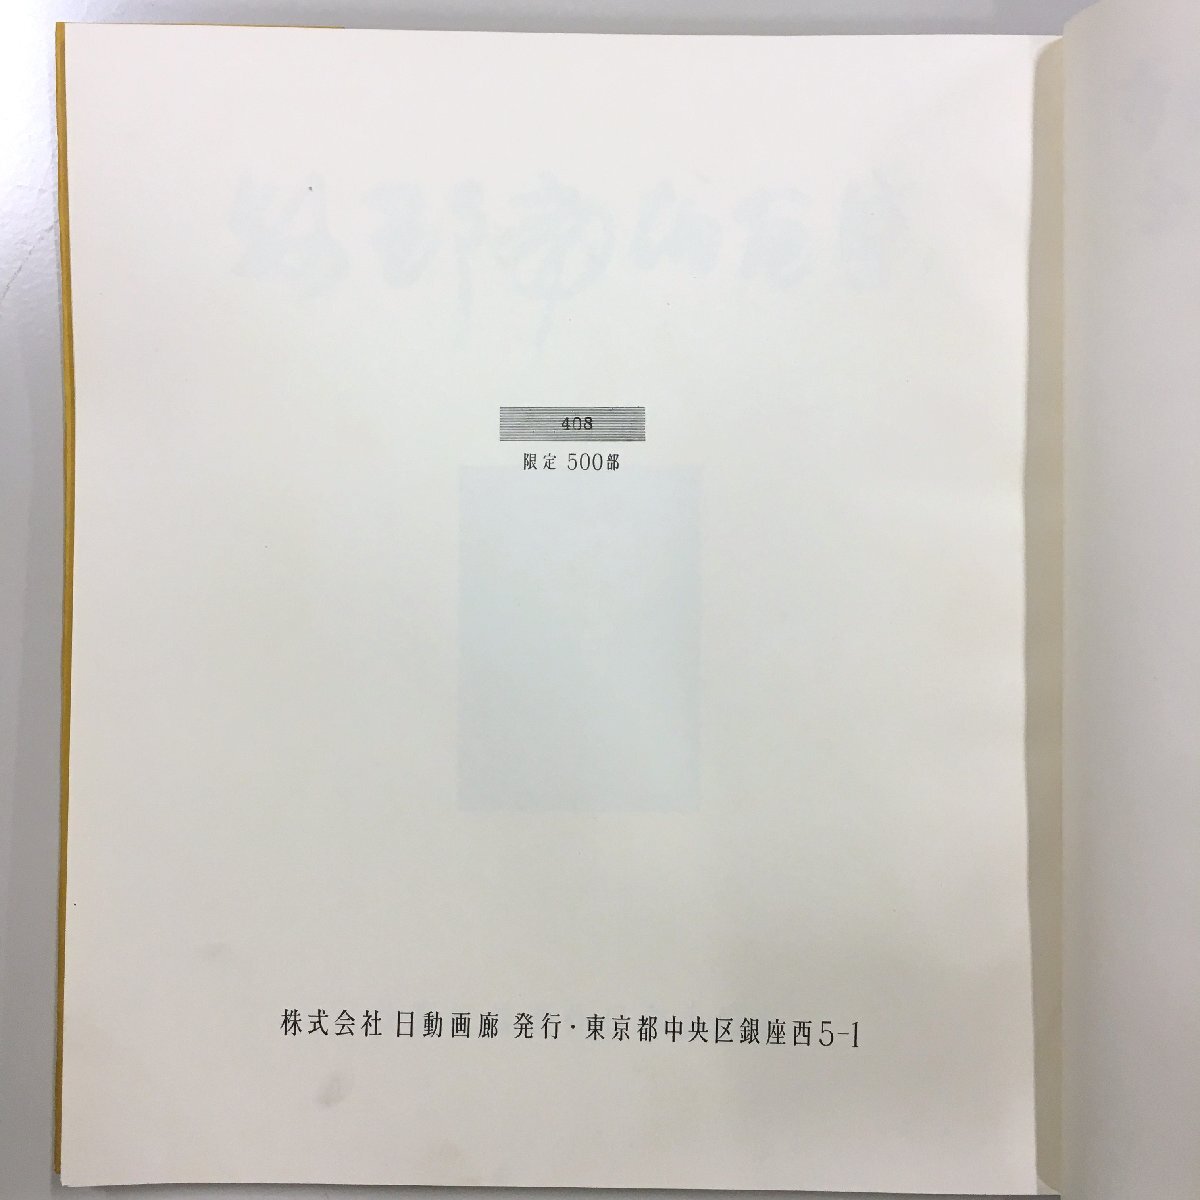 408
限定 500部
株式会社 日動画廊 発行・東京都中央区銀座西5-1